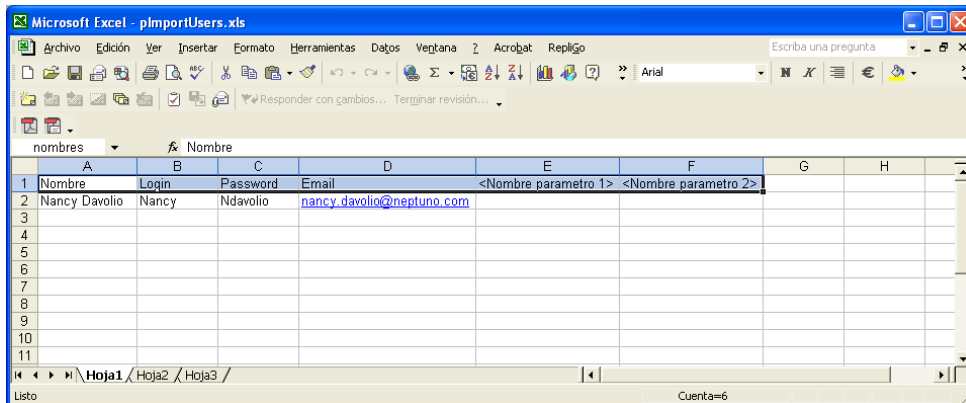 Microsoft Excel - pImportUsers.xls
Archivo Edición Ver Insertar Formato Herramientas Datos Ventana ? Acrobat RepliGo Escriba una pregunta
Arial N K €
Responder con cambios... Terminar revisión...
nombres fx Nombre
A B C D E F G H
1 Nombre Login Password Email <Nombre parametro 1> <Nombre parametro 2>
2 Nancy Davolio Nancy Ndavolio nancy.davolio@neptuno.com
3
4
5
6
7
8
9
10
11
Hoja1 Hoja2 Hoja3
Listo Cuenta=6